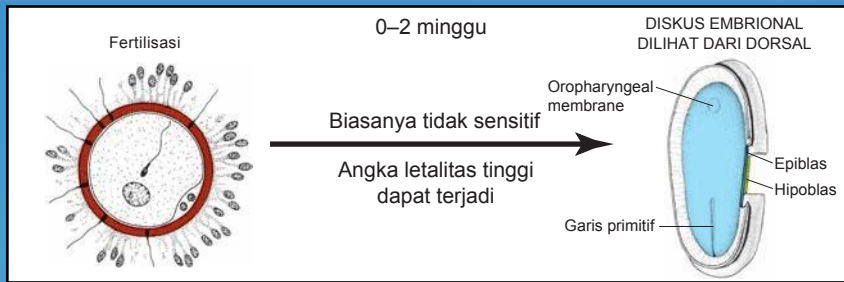 Fertilisasi
0–2 minggu
DISKUS EMBRIONAL
DILIHAT DARI DORSAL
Biasanya tidak sensitif
Angka letalitas tinggi
dapat terjadi
Oropharyngeal
membrane
Epiblas
Hipoblas
Garis primitif